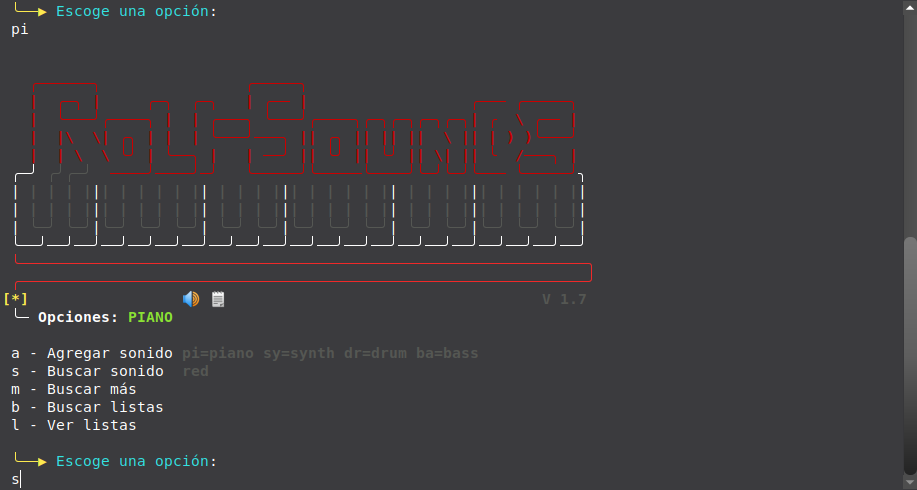 Escoge una opción:
pi
[*] V 1.7
Opciones: PIANO
a - Agregar sonido pi=piano sy=synth dr=drum ba=bass
s - Buscar sonido red
m - Buscar más
b - Buscar listas
l - Ver listas
Escoge una opción:
s